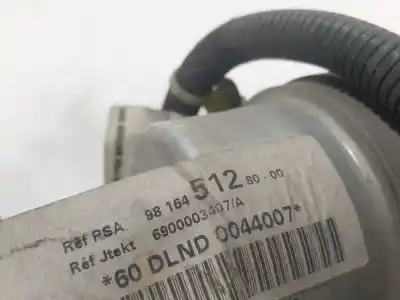 Réf PSA. 98 164 512 80-00
Réf Jtekt 6900003407/A
*60 DLND 0044007*